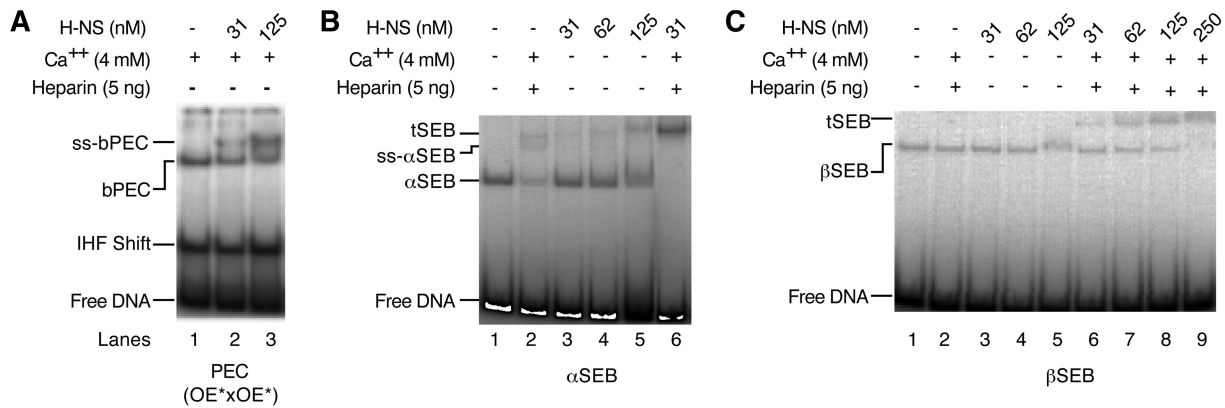 A
H-NS (nM) - 31 125
Ca++ (4 mM) + + +
Heparin (5 ng) - - -
ss-bPEC
bPEC
IHF Shift
Free DNA
Lanes 1 2 3
PEC
(OE*xOE*)
B
H-NS (nM) - - 31 62 125 31
Ca++ (4 mM) - + - - - +
Heparin (5 ng) - + - - - +
tSEB
ss-αSEB
αSEB
Free DNA
1 2 3 4 5 6
αSEB
C
H-NS (nM) - - 31 62 125 31 62 125 250
Ca++ (4 mM) - + - - - + + + +
Heparin (5 ng) - + - - - + + + +
tSEB
βSEB
Free DNA
1 2 3 4 5 6 7 8 9
βSEB